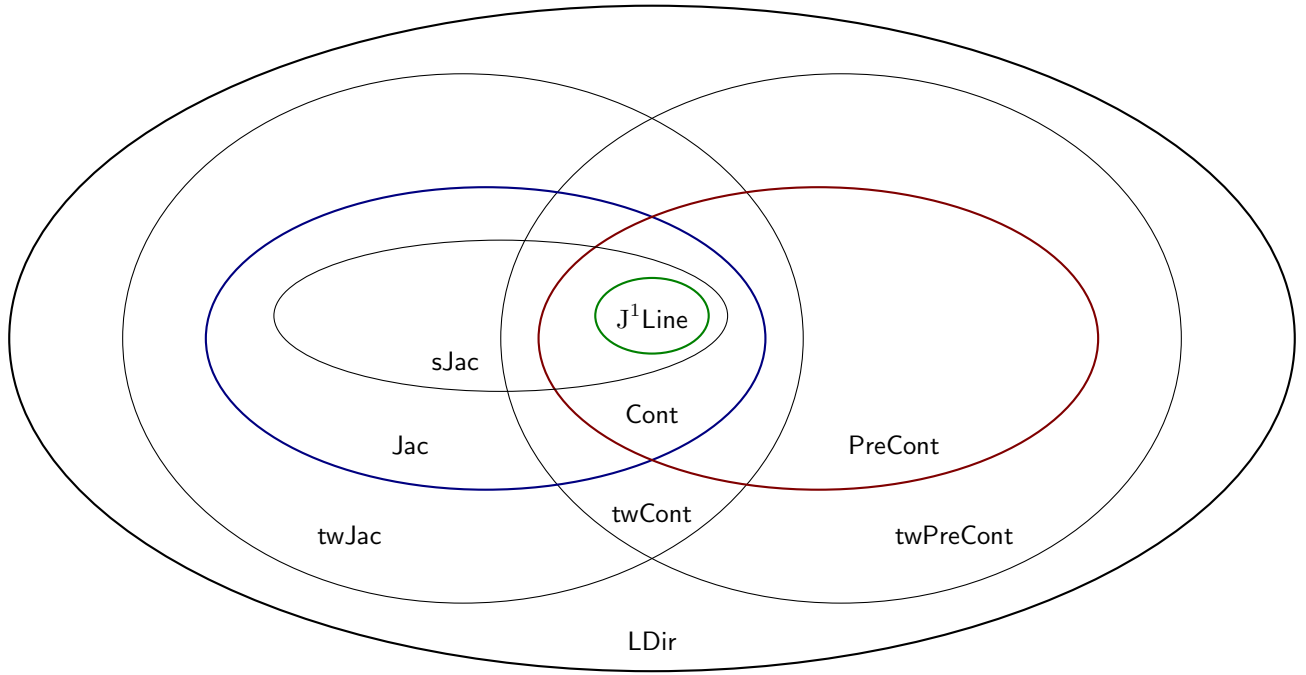 J¹Line
sJac
Cont
Jac
PreCont
twCont
twJac
twPreCont
LDir